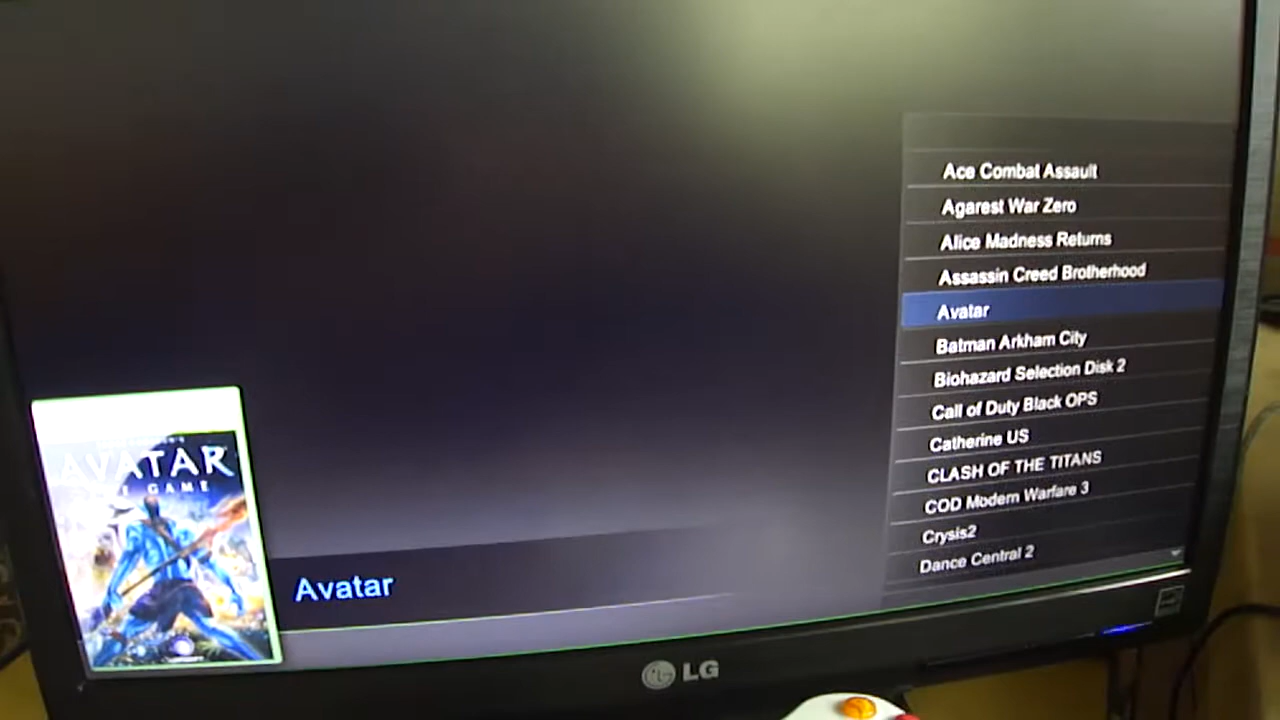 Ace Combat Assault
Agarest War Zero
Alice Madness Returns
Assassin Creed Brotherhood
Avatar
Batman Arkham City
Biohazard Selection Disk 2
Call of Duty Black OPS
Catherine US
CLASH OF THE TITANS
COD Modern Warfare 3
Crysis2
Dance Central 2
AVATAR
THE GAME
Avatar
LG